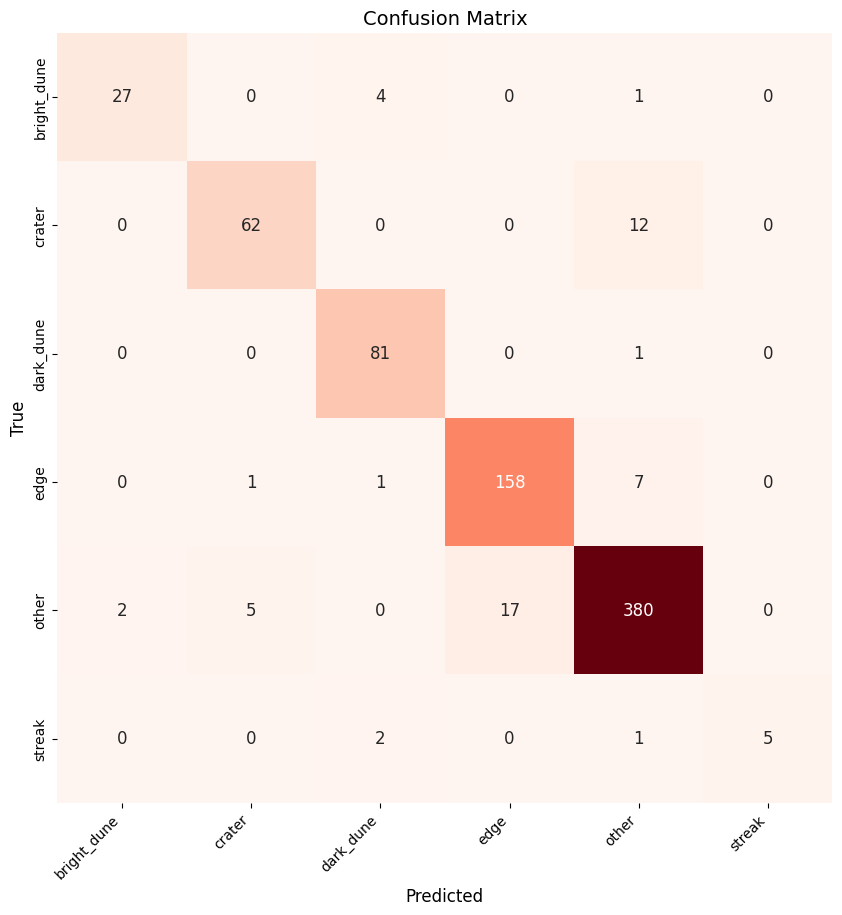 Confusion Matrix
bright_dune 27 0 4 0 1 0
crater 0 62 0 0 12 0
dark_dune 0 0 81 0 1 0
True
edge 0 1 1 158 7 0
other 2 5 0 17 380 0
streak 0 0 2 0 1 5
bright_dune crater dark_dune edge other streak
Predicted